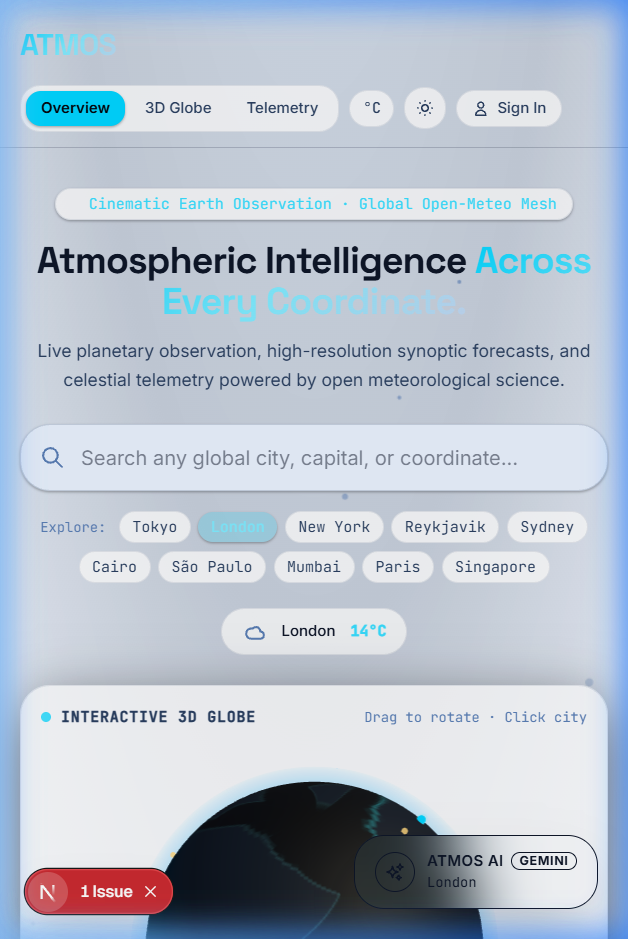 ATMOS
Overview 3D Globe Telemetry °C Sign In
Cinematic Earth Observation · Global Open-Meteo Mesh
Atmospheric Intelligence Across
Every Coordinate.
Live planetary observation, high-resolution synoptic forecasts, and
celestial telemetry powered by open meteorological science.
Search any global city, capital, or coordinate...
Explore: Tokyo London New York Reykjavik Sydney
Cairo São Paulo Mumbai Paris Singapore
London 14°C
INTERACTIVE 3D GLOBE Drag to rotate · Click city
ATMOS AI GEMINI
London
N 1 Issue